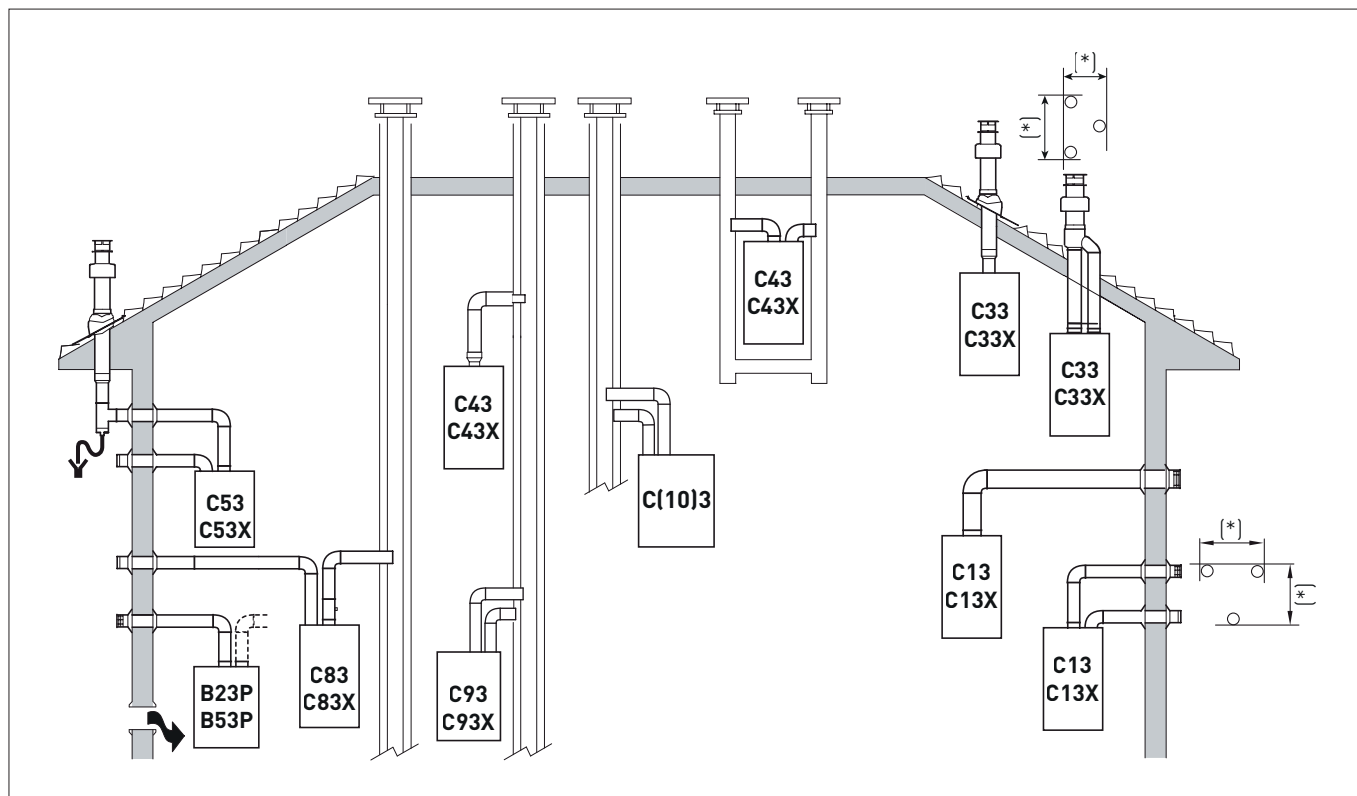 (*)
(*)
C43
C43X
C33
C33X
C33
C33X
C43
C43X
C(10)3
C53
C53X
C13
C13X
(*)
(*)
C83
C83X
C93
C93X
C13
C13X
B23P
B53P